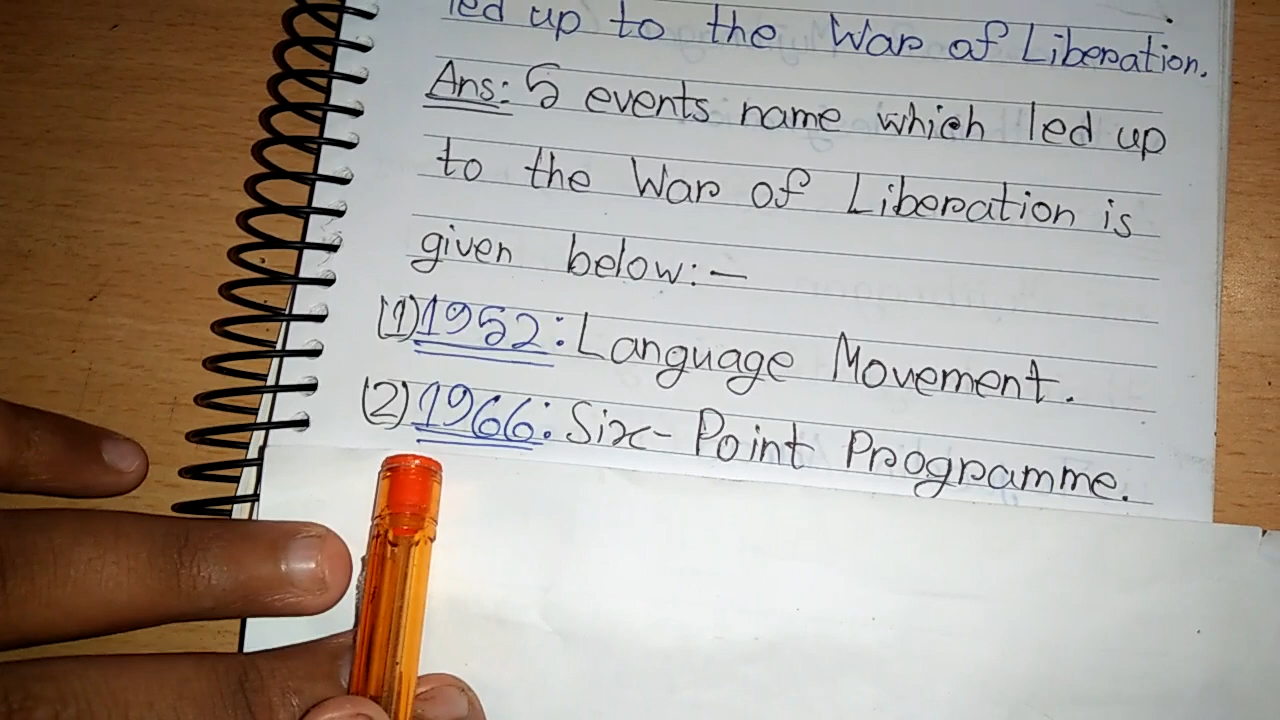 led up to the War of Liberation.
Ans: 5 events name which led up
to the War of Liberation is
given below:—
(1) 1952: Language Movement.
(2) 1966: Six-Point Programme.